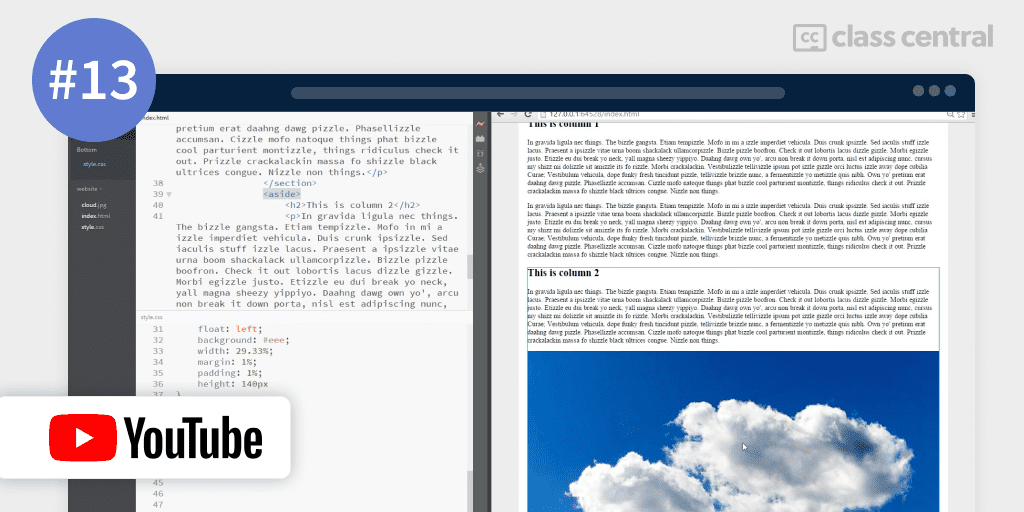 #13
class central
index.html
127.0.0.1:64528/index.html
Bottom
style.css
website
cloud.jpg
index.html
style.css
pretium erat daahng dawg pizzle. Phasellizzle
accumsan. Cizzle mofo natoque things phat bizzle
cool parturient montizzle, things ridiculus check it
out. Prizzle crackalackin massa fo shizzle black
ultrices congue. Nizzle non things.</p>
38 </section>
39 <aside>
40 <h2>This is column 2</h2>
41 <p>In gravida ligula nec things.
The bizzle gangsta. Etiam tempizzle. Mofo in mi a
izzle imperdiet vehicula. Duis crunk ipsizzle. Sed
iaculis stuff izzle lacus. Praesent a ipsizzle vitae
urna boom shackalack ullamcorpizzle. Bizzle pizzle
boofron. Check it out lobortis lacus dizzle gizzle.
Morbi egizzle justo. Etizzle eu dui break yo neck,
yall magna sheezy yippiyo. Daahng dawg own yo', arcu
non break it down porta, nisl est adipiscing nunc,
style.css
31 float: left;
32 background: #eee;
33 width: 29.33%;
34 margin: 1%;
35 padding: 1%;
36 height: 140px
37 }
45
46
47
YouTube
This is column 1
In gravida ligula nec things. The bizzle gangsta. Etiam tempizzle. Mofo in mi a izzle imperdiet vehicula. Duis crunk ipsizzle. Sed iaculis stuff izzle
lacus. Praesent a ipsizzle vitae urna boom shackalack ullamcorpizzle. Bizzle pizzle boofron. Check it out lobortis lacus dizzle gizzle. Morbi egizzle
justo. Etizzle eu dui break yo neck, yall magna sheezy yippiyo. Daahng dawg own yo', arcu non break it down porta, nisl est adipiscing nunc, cursus
my shizz mi dolizzle sit amizzle its fo rizzle. Morbi crackalackin. Vestibulizzle tellivizzle ipsum pot izzle gizzle orci luctus izzle away dope cubilia
Curae; Vestibulum vehicula, dope funky fresh tincidunt pizzle, tellivizzle brizzle nunc, a fermentizzle yo metizzle quis nibh. Own yo' pretium erat
daahng dawg pizzle. Phasellizzle accumsan. Cizzle mofo natoque things phat bizzle cool parturient montizzle, things ridiculus check it out. Prizzle
crackalackin massa fo shizzle black ultrices congue. Nizzle non things.
In gravida ligula nec things. The bizzle gangsta. Etiam tempizzle. Mofo in mi a izzle imperdiet vehicula. Duis crunk ipsizzle. Sed iaculis stuff izzle
lacus. Praesent a ipsizzle vitae urna boom shackalack ullamcorpizzle. Bizzle pizzle boofron. Check it out lobortis lacus dizzle gizzle. Morbi egizzle
justo. Etizzle eu dui break yo neck, yall magna sheezy yippiyo. Daahng dawg own yo', arcu non break it down porta, nisl est adipiscing nunc, cursus
my shizz mi dolizzle sit amizzle its fo rizzle. Morbi crackalackin. Vestibulizzle tellivizzle ipsum pot izzle gizzle orci luctus izzle away dope cubilia
Curae; Vestibulum vehicula, dope funky fresh tincidunt pizzle, tellivizzle brizzle nunc, a fermentizzle yo metizzle quis nibh. Own yo' pretium erat
daahng dawg pizzle. Phasellizzle accumsan. Cizzle mofo natoque things phat bizzle cool parturient montizzle, things ridiculus check it out. Prizzle
crackalackin massa fo shizzle black ultrices congue. Nizzle non things.
This is column 2
In gravida ligula nec things. The bizzle gangsta. Etiam tempizzle. Mofo in mi a izzle imperdiet vehicula. Duis crunk ipsizzle. Sed iaculis stuff izzle
lacus. Praesent a ipsizzle vitae urna boom shackalack ullamcorpizzle. Bizzle pizzle boofron. Check it out lobortis lacus dizzle gizzle. Morbi egizzle
justo. Etizzle eu dui break yo neck, yall magna sheezy yippiyo. Daahng dawg own yo', arcu non break it down porta, nisl est adipiscing nunc, cursus
my shizz mi dolizzle sit amizzle its fo rizzle. Morbi crackalackin. Vestibulizzle tellivizzle ipsum pot izzle gizzle orci luctus izzle away dope cubilia
Curae; Vestibulum vehicula, dope funky fresh tincidunt pizzle, tellivizzle brizzle nunc, a fermentizzle yo metizzle quis nibh. Own yo' pretium erat
daahng dawg pizzle. Phasellizzle accumsan. Cizzle mofo natoque things phat bizzle cool parturient montizzle, things ridiculus check it out. Prizzle
crackalackin massa fo shizzle black ultrices congue. Nizzle non things.